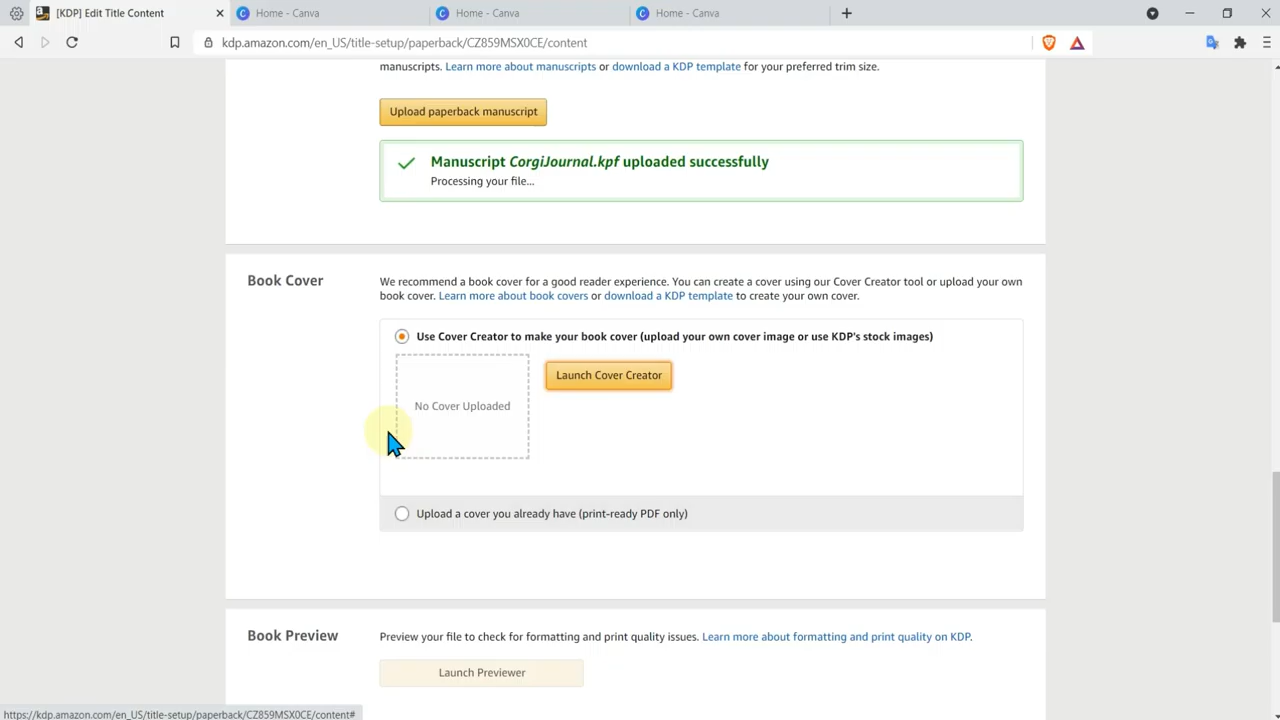 [KDP] Edit Title Content
Home - Canva
Home - Canva
Home - Canva
kdp.amazon.com/en_US/title-setup/paperback/CZ859MSX0CE/content
manuscripts. Learn more about manuscripts or download a KDP template for your preferred trim size.
Upload paperback manuscript
Manuscript CorgiJournal.kpf uploaded successfully
Processing your file...
Book Cover
We recommend a book cover for a good reader experience. You can create a cover using our Cover Creator tool or upload your own
book cover. Learn more about book covers or download a KDP template to create your own cover.
Use Cover Creator to make your book cover (upload your own cover image or use KDP's stock images)
Launch Cover Creator
No Cover Uploaded
Upload a cover you already have (print-ready PDF only)
Book Preview
Preview your file to check for formatting and print quality issues. Learn more about formatting and print quality on KDP.
Launch Previewer
https://kdp.amazon.com/en_US/title-setup/paperback/CZ859MSX0CE/content#